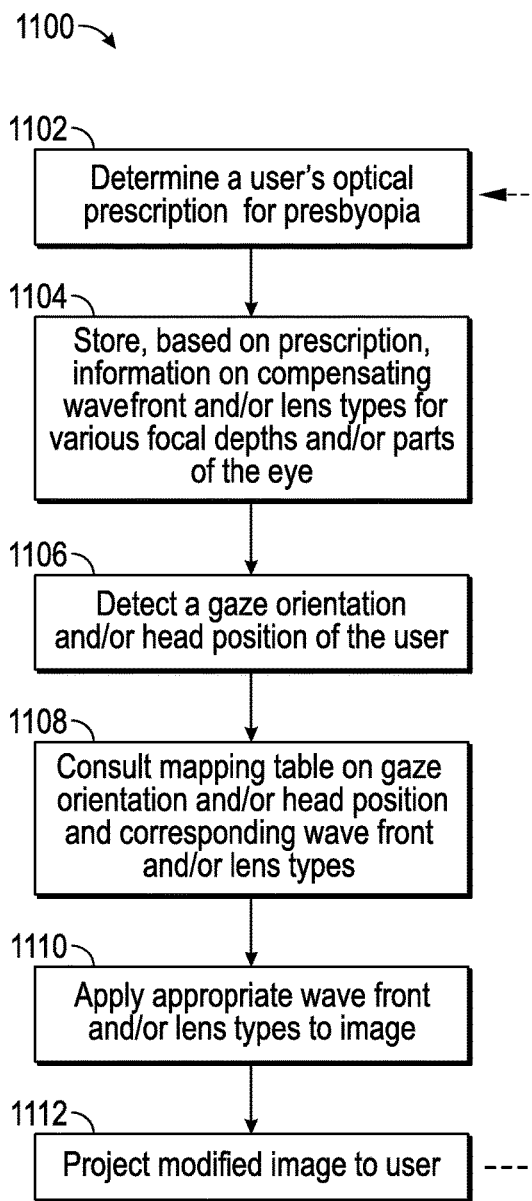 1100
1102
Determine a user's optical
prescription for presbyopia
1104
Store, based on prescription,
information on compensating
wavefront and/or lens types for
various focal depths and/or parts
of the eye
1106
Detect a gaze orientation
and/or head position of the user
1108
Consult mapping table on gaze
orientation and/or head position
and corresponding wave front
and/or lens types
1110
Apply appropriate wave front
and/or lens types to image
1112
Project modified image to user